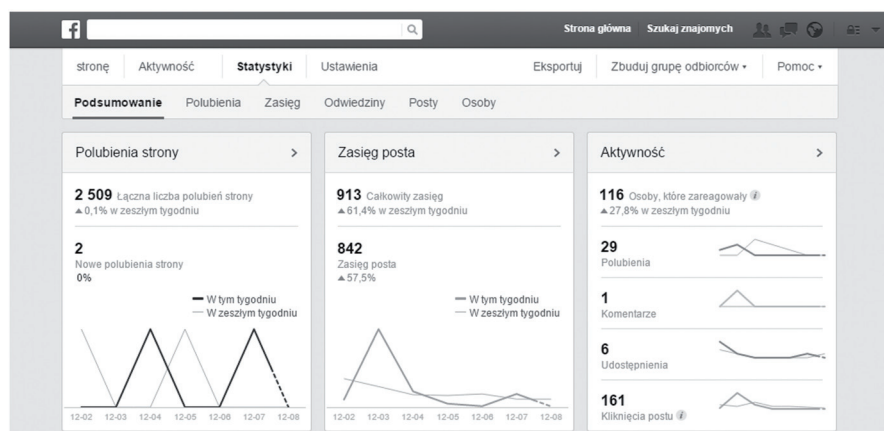 f
Strona główna Szukaj znajomych
stronę Aktywność Statystyki Ustawienia Eksportuj Zbuduj grupę odbiorców Pomoc
Podsumowanie Polubienia Zasięg Odwiedziny Posty Osoby
Polubienia strony
2 509 Łączna liczba polubień strony
0,1% w zeszłym tygodniu
2
Nowe polubienia strony
0%
W tym tygodniu
W zeszłym tygodniu
12-02 12-03 12-04 12-05 12-06 12-07 12-08
Zasięg posta
913 Całkowity zasięg
61,4% w zeszłym tygodniu
842
Zasięg posta
57,5%
W tym tygodniu
W zeszłym tygodniu
12-02 12-03 12-04 12-05 12-06 12-07 12-08
Aktywność
116 Osoby, które zareagowały i
27,8% w zeszłym tygodniu
29
Polubienia
1
Komentarze
6
Udostępnienia
161
Kliknięcia postu i